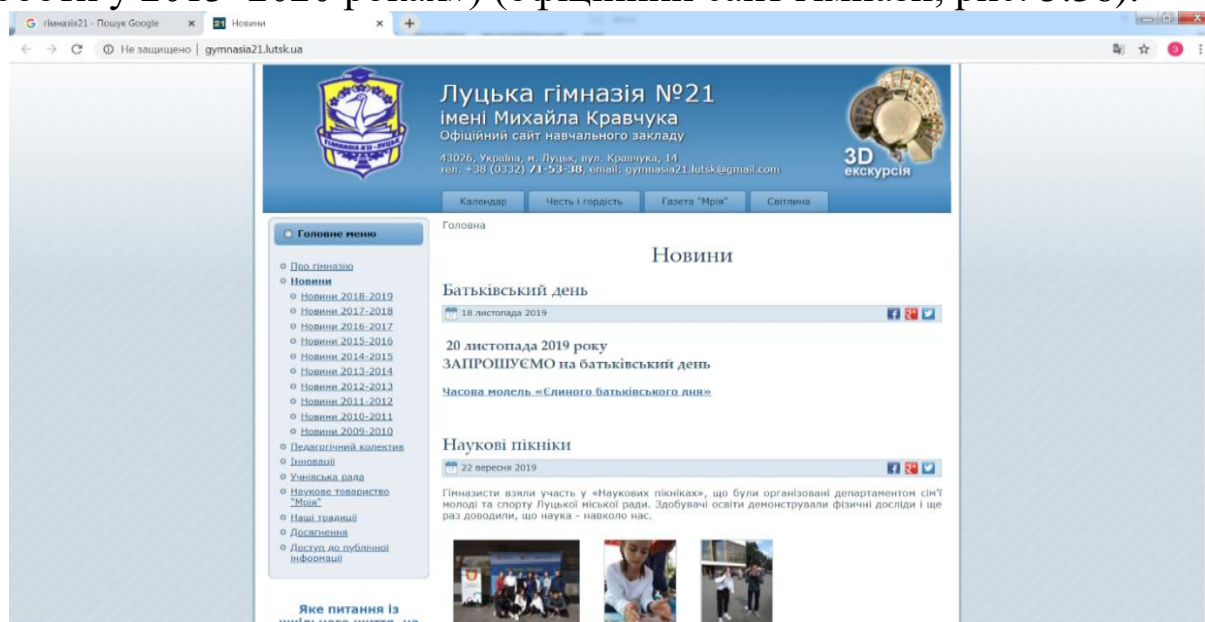 гімназія21 - Пошук Google
Новини
Не защищено | gymnasia21.lutsk.ua
Луцька гімназія №21
імені Михайла Кравчука
Офіційний сайт навчального закладу
43026, Україна, м. Луцьк, вул. Кравчука, 14
тел. +38 (0332) 71-53-38, email: gymnasia21.lutsk@gmail.com
3D
екскурсія
Календар
Честь і гордість
Газета "Мрія"
Світлина
Головне меню
Про гімназію
Новини
Новини 2018-2019
Новини 2017-2018
Новини 2016-2017
Новини 2015-2016
Новини 2014-2015
Новини 2013-2014
Новини 2012-2013
Новини 2011-2012
Новини 2010-2011
Новини 2009-2010
Педагогічний колектив
Інновації
Учнівська рада
Наукове товариство
"Мрія"
Наші традиції
Досягнення
Доступ до публічної
інформації
Яке питання із
Головна
Новини
Батьківський день
18 листопада 2019
20 листопада 2019 року
ЗАПРОШУЄМО на батьківський день
Часова модель «Єдиного батьківського дня»
Наукові пікніки
22 вересня 2019
Гімназисти взяли участь у «Наукових пікніках», що були організовані департаментом сім'ї
молоді та спорту Луцької міської ради. Здобувачі освіти демонстрували фізичні досліди і ще
раз доводили, що наука - навколо нас.